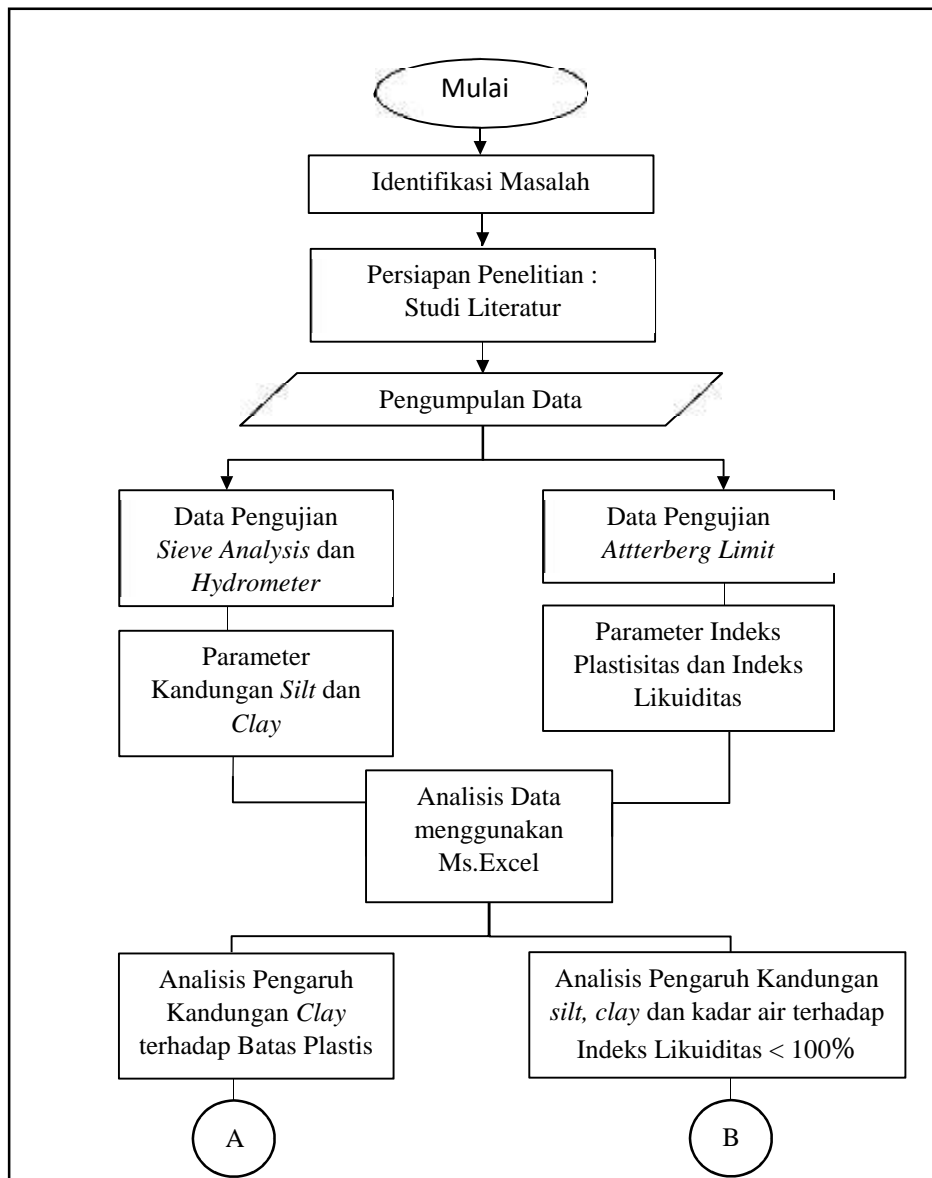 Mulai
Identifikasi Masalah
Persiapan Penelitian :
Studi Literatur
Pengumpulan Data
Data Pengujian
Sieve Analysis dan
Hydrometer
Data Pengujian
Attterberg Limit
Parameter
Kandungan Silt dan
Clay
Parameter Indeks
Plastisitas dan Indeks
Likuiditas
Analisis Data
menggunakan
Ms.Excel
Analisis Pengaruh
Kandungan Clay
terhadap Batas Plastis
Analisis Pengaruh Kandungan
silt, clay dan kadar air terhadap
Indeks Likuiditas < 100%
A
B